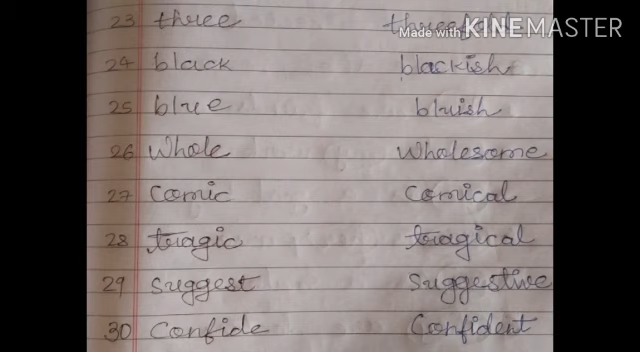 Made with KINEMASTER
23 three threefold
24 black blackish
25 blue bluish
26 Whole Wholesome
27 Comic Comical
28 tragic tragical
29 Suggest Suggestive
30 Confide Confident